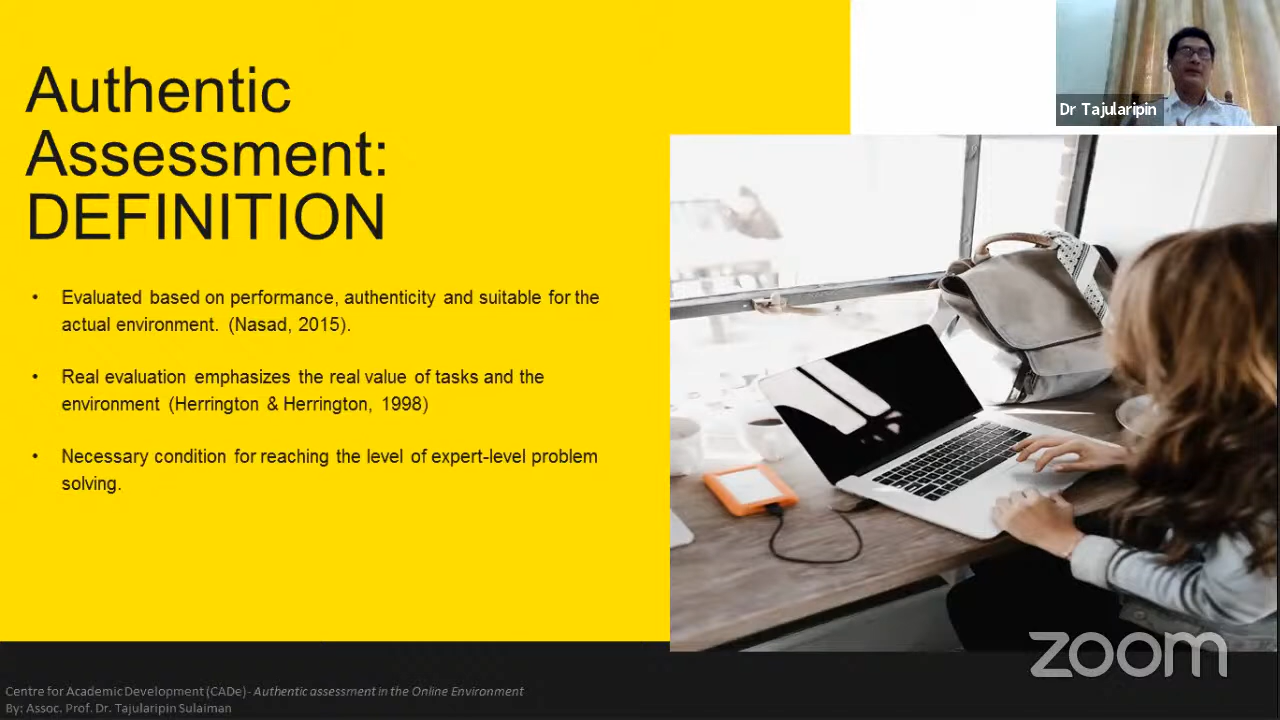 Authentic
Assessment:
DEFINITION
• Evaluated based on performance, authenticity and suitable for the
actual environment. (Nasad, 2015).
• Real evaluation emphasizes the real value of tasks and the
environment (Herrington & Herrington, 1998)
• Necessary condition for reaching the level of expert-level problem
solving.
Dr Tajularipin
zoom
Centre for Academic Development (CADe)- Authentic assessment in the Online Environment
By: Assoc. Prof. Dr. Tajularipin Sulaiman